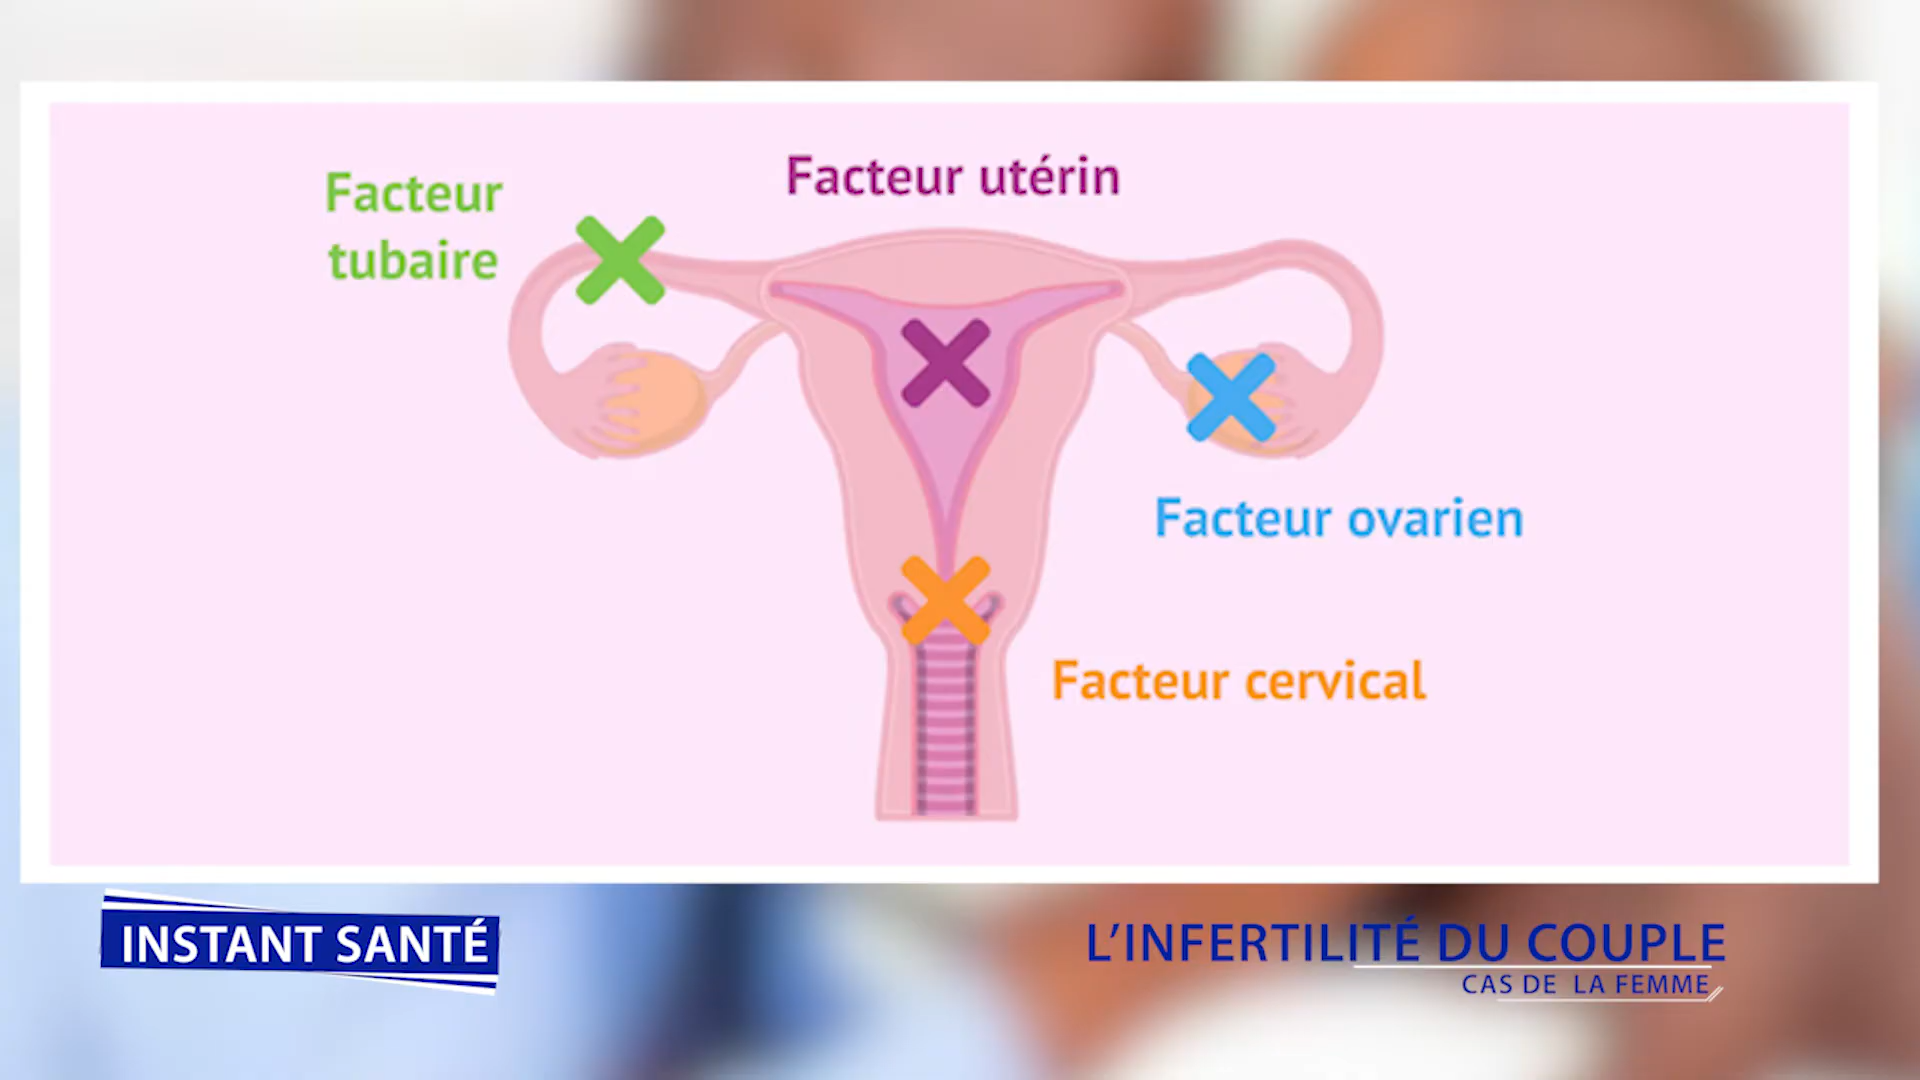 Facteur utérin
Facteur
tubaire
Facteur ovarien
Facteur cervical
INSTANT SANTÉ
L'INFERTILITÉ DU COUPLE
CAS DE LA FEMME